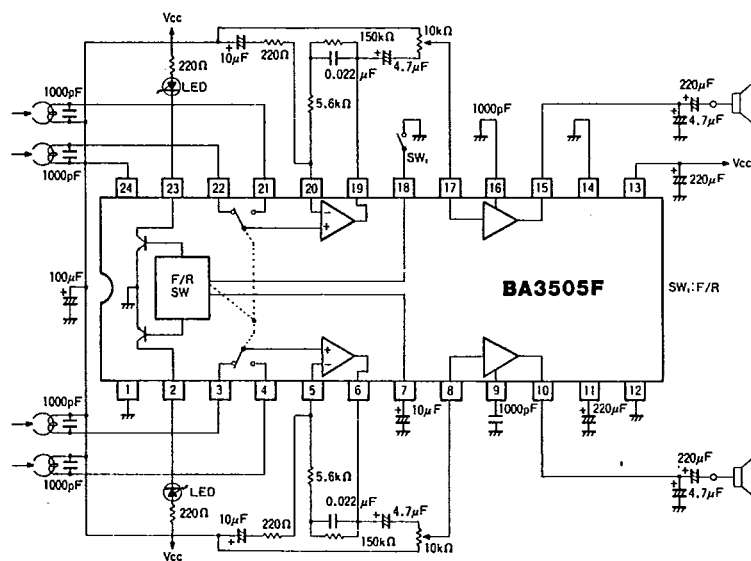 Vcc
220Ω
LED
10μF
220Ω
150kΩ
0.022μF
4.7μF
10kΩ
5.6kΩ
1000pF
1000pF
SW₁
1000pF
220μF
4.7μF
Vcc
220μF
24 23 22 21 20 19 18 17 16 15 14 13
100μF
F/R
SW
BA3505F
SW₁:F/R
1 2 3 4 5 6 7 8 9 10 11 12
10μF
1000pF
220μF
1000pF
1000pF
LED
220Ω
Vcc
10μF
220Ω
5.6kΩ
0.022μF
150kΩ
4.7μF
10kΩ
220μF
4.7μF